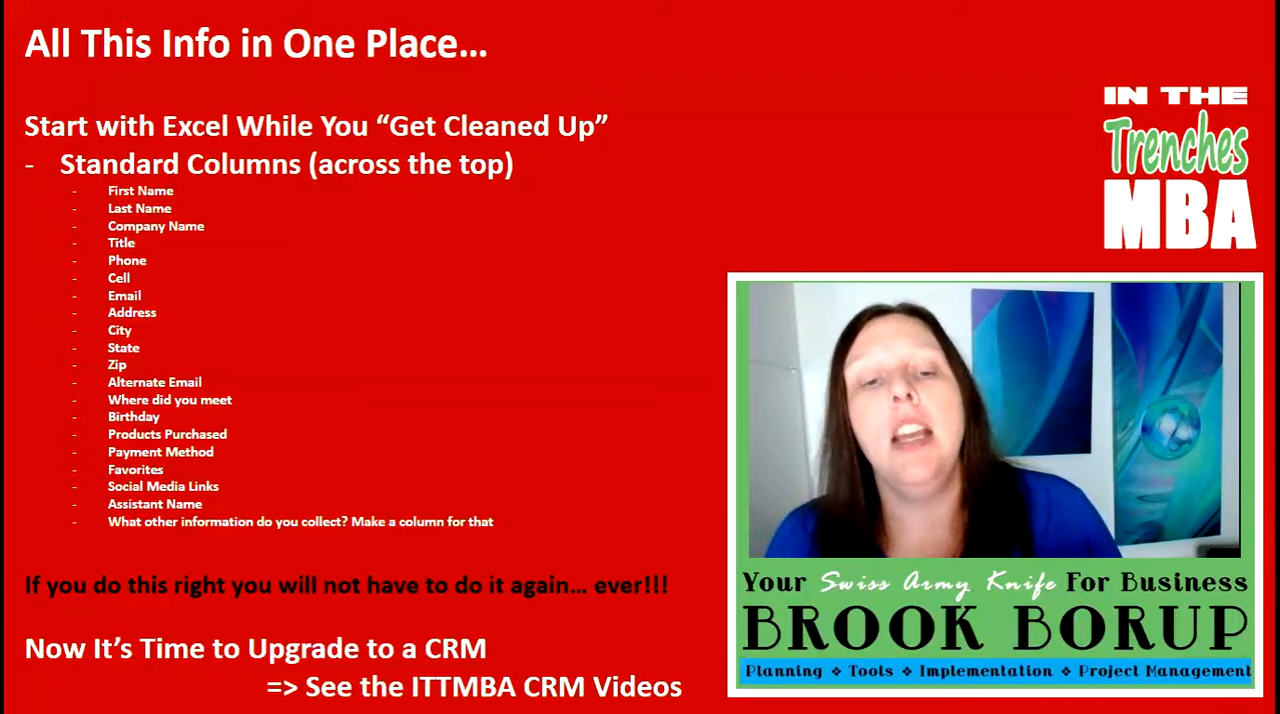 All This Info in One Place…
Start with Excel While You “Get Cleaned Up”
- Standard Columns (across the top)
- First Name
- Last Name
- Company Name
- Title
- Phone
- Cell
- Email
- Address
- City
- State
- Zip
- Alternate Email
- Where did you meet
- Birthday
- Products Purchased
- Payment Method
- Favorites
- Social Media Links
- Assistant Name
- What other information do you collect? Make a column for that
If you do this right you will not have to do it again… ever!!!
Now It’s Time to Upgrade to a CRM
=> See the ITTMBA CRM Videos
IN THE
Trenches
MBA
Your Swiss Army Knife For Business
BROOK BORUP
Planning ❖ Tools ❖ Implementation ❖ Project Management